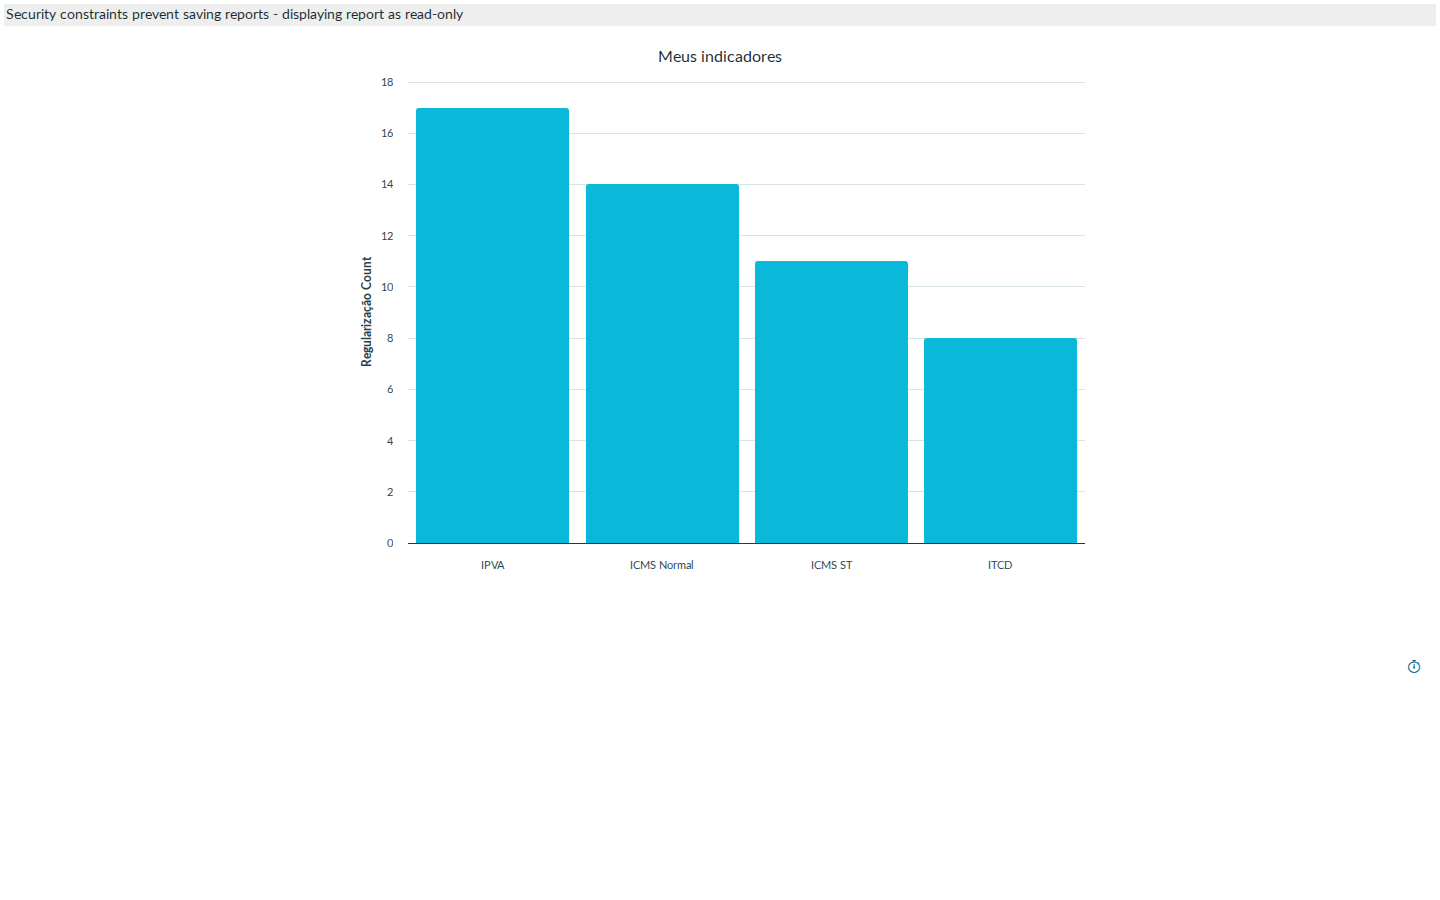 Security constraints prevent saving reports - displaying report as read-only
Meus indicadores
Regularização Count
18
16
14
12
10
8
6
4
2
0
IPVA
ICMS Normal
ICMS ST
ITCD